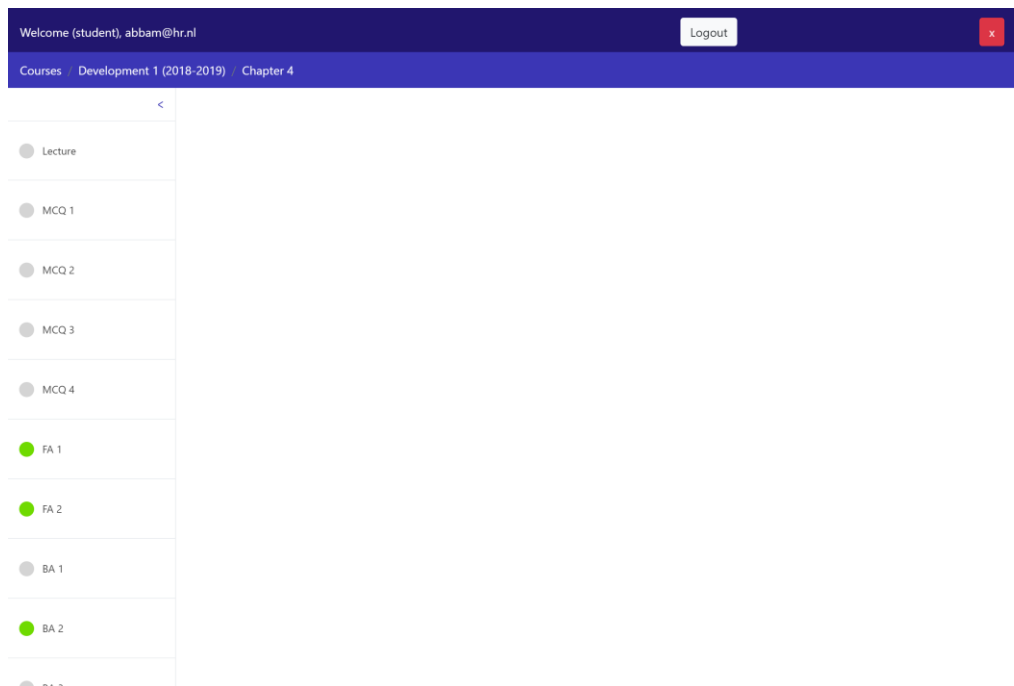 Welcome (student), abbam@hr.nl Logout x
Courses / Development 1 (2018-2019) / Chapter 4
<
Lecture
MCQ 1
MCQ 2
MCQ 3
MCQ 4
FA 1
FA 2
BA 1
BA 2